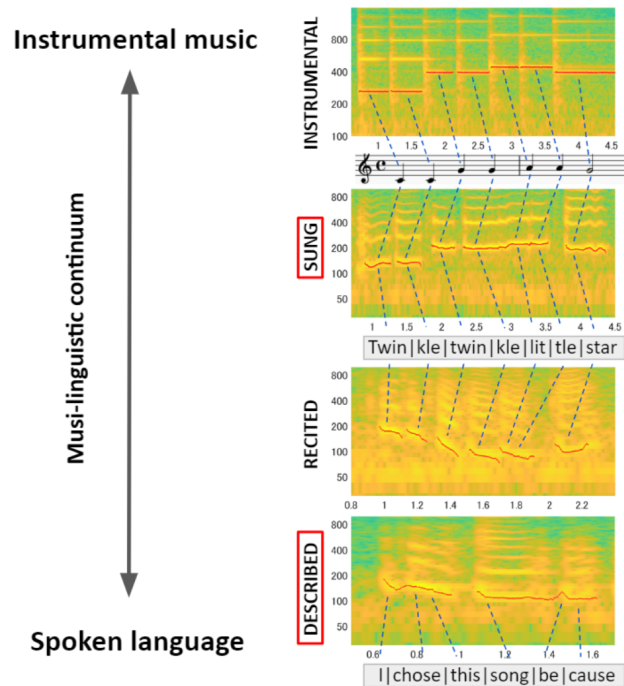 Instrumental music
Musi-linguistic continuum
Spoken language
INSTRUMENTAL
800
400
200
100
1 1.5 2 2.5 3 3.5 4 4.5
SUNG
800
400
200
100
50
1 1.5 2 2.5 3 3.5 4 4.5
Twin|kle|twin|kle|lit|tle|star
RECITED
800
400
200
100
50
0.8 1 1.2 1.4 1.6 1.8 2 2.2
DESCRIBED
800
400
200
100
50
0.6 0.8 1 1.2 1.4 1.6
I|chose|this|song|be|cause